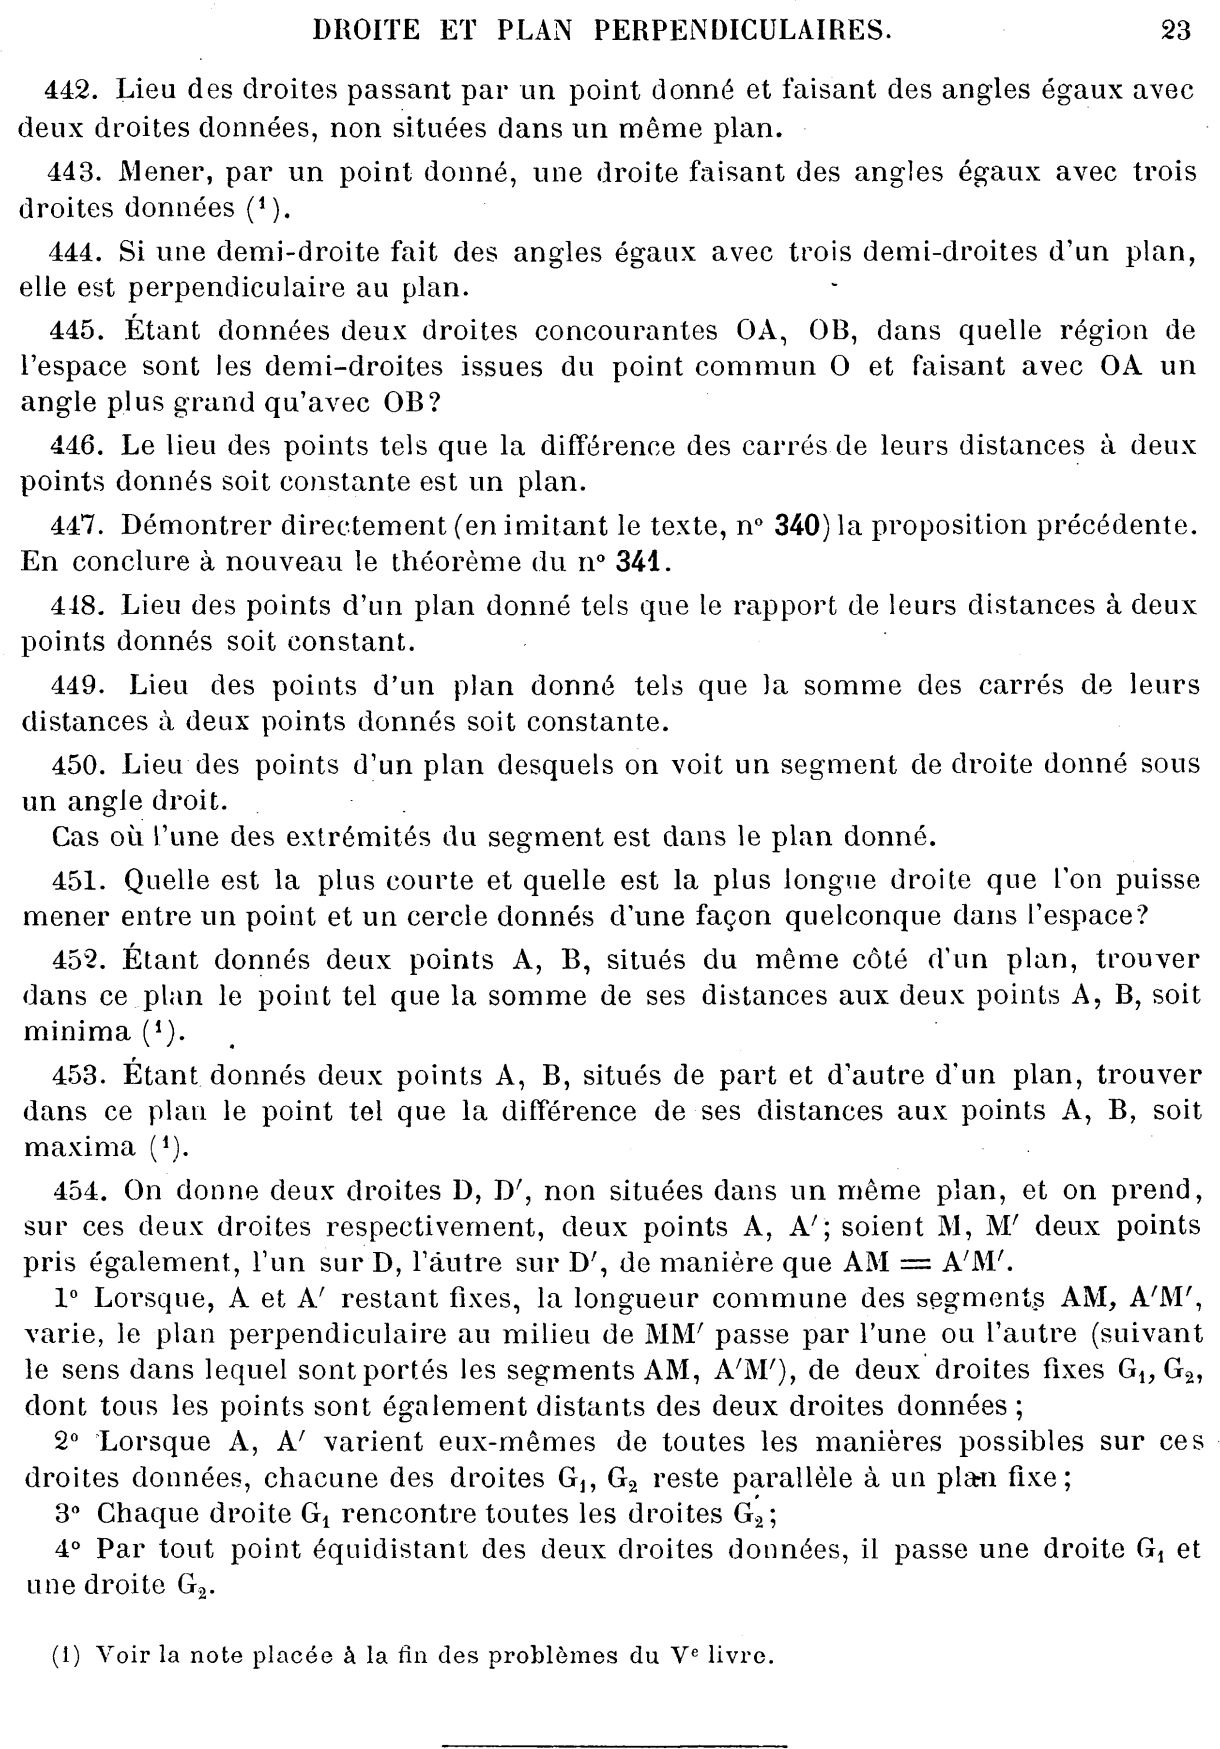 DROITE ET PLAN PERPENDICULAIRES. 23
442. Lieu des droites passant par un point donné et faisant des angles égaux avec
deux droites données, non situées dans un même plan.
443. Mener, par un point donné, une droite faisant des angles égaux avec trois
droites données (¹).
444. Si une demi-droite fait des angles égaux avec trois demi-droites d'un plan,
elle est perpendiculaire au plan.
445. Étant données deux droites concourantes OA, OB, dans quelle région de
l'espace sont les demi-droites issues du point commun O et faisant avec OA un
angle plus grand qu'avec OB?
446. Le lieu des points tels que la différence des carrés de leurs distances à deux
points donnés soit constante est un plan.
447. Démontrer directement (en imitant le texte, n° 340) la proposition précédente.
En conclure à nouveau le théorème du n° 341.
448. Lieu des points d'un plan donné tels que le rapport de leurs distances à deux
points donnés soit constant.
449. Lieu des points d'un plan donné tels que la somme des carrés de leurs
distances à deux points donnés soit constante.
450. Lieu des points d'un plan desquels on voit un segment de droite donné sous
un angle droit.
Cas où l'une des extrémités du segment est dans le plan donné.
451. Quelle est la plus courte et quelle est la plus longue droite que l'on puisse
mener entre un point et un cercle donnés d'une façon quelconque dans l'espace?
452. Étant donnés deux points A, B, situés du même côté d'un plan, trouver
dans ce plan le point tel que la somme de ses distances aux deux points A, B, soit
minima (¹).
453. Étant donnés deux points A, B, situés de part et d'autre d'un plan, trouver
dans ce plan le point tel que la différence de ses distances aux points A, B, soit
maxima (¹).
454. On donne deux droites D, D′, non situées dans un même plan, et on prend,
sur ces deux droites respectivement, deux points A, A′; soient M, M′ deux points
pris également, l'un sur D, l'autre sur D′, de manière que AM = A′M′.
1° Lorsque, A et A′ restant fixes, la longueur commune des segments AM, A′M′,
varie, le plan perpendiculaire au milieu de MM′ passe par l'une ou l'autre (suivant
le sens dans lequel sont portés les segments AM, A′M′), de deux droites fixes G₁, G₂,
dont tous les points sont également distants des deux droites données;
2° Lorsque A, A′ varient eux-mêmes de toutes les manières possibles sur ces
droites données, chacune des droites G₁, G₂ reste parallèle à un plan fixe;
3° Chaque droite G₁ rencontre toutes les droites G₂;
4° Par tout point équidistant des deux droites données, il passe une droite G₁ et
une droite G₂.
(1) Voir la note placée à la fin des problèmes du Vᵉ livre.